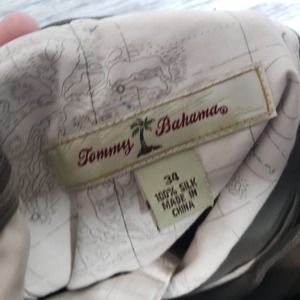 Tommy Bahama®
34
100% SILK
MADE IN
CHINA